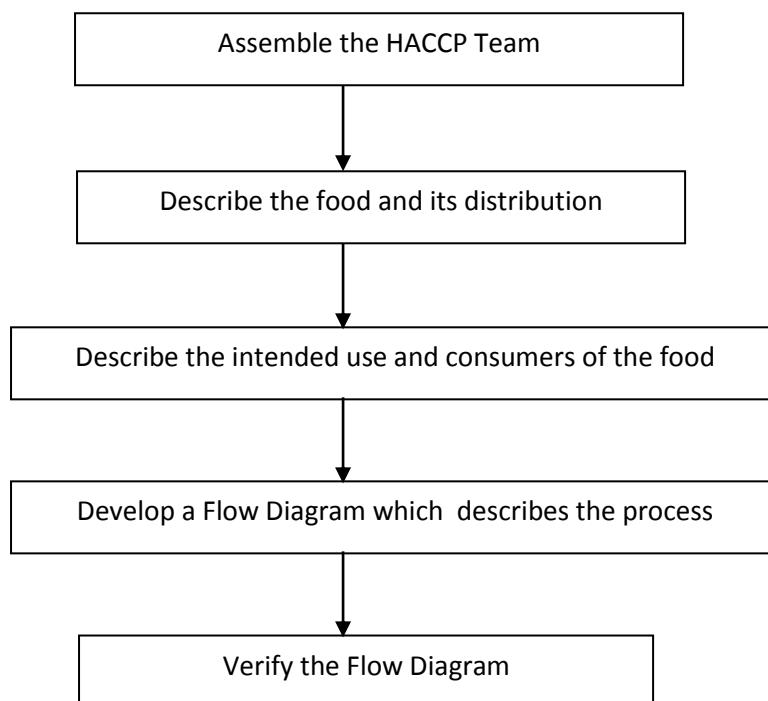 Assemble the HACCP Team
Describe the food and its distribution
Describe the intended use and consumers of the food
Develop a Flow Diagram which  describes the process
Verify the Flow Diagram